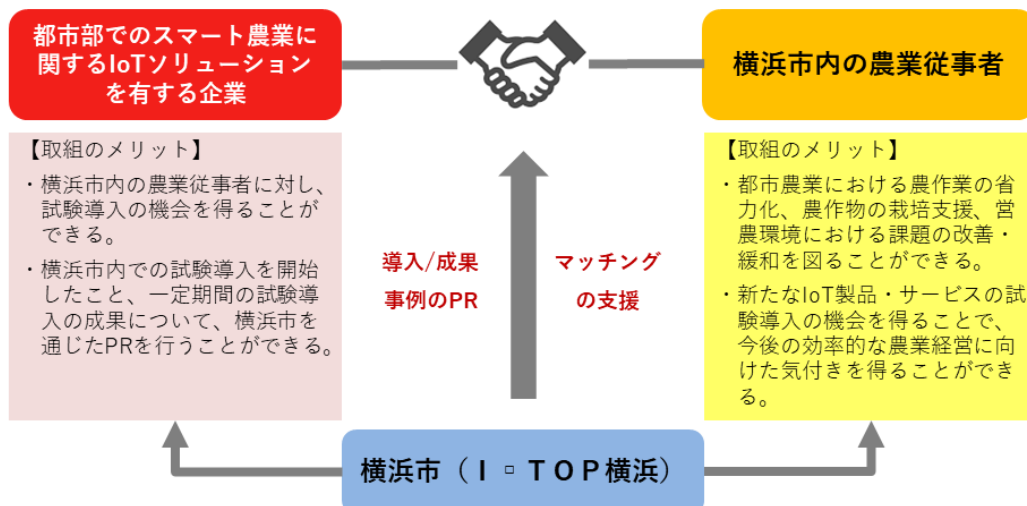 都市部でのスマート農業に
関するIoTソリューション
を有する企業
横浜市内の農業従事者
【取組のメリット】
・横浜市内の農業従事者に対し、
試験導入の機会を得ることが
できる。
・横浜市内での試験導入を開始
したこと、一定期間の試験導
入の成果について、横浜市を
通じたPRを行うことができる。
導入/成果
事例のPR
マッチング
の支援
【取組のメリット】
・都市農業における農作業の省
力化、農作物の栽培支援、営
農環境における課題の改善・
緩和を図ることができる。
・新たなIoT製品・サービスの試
験導入の機会を得ることで、
今後の効率的な農業経営に向
けた気付きを得ることができ
る。
横浜市（Ｉ▫ＴＯＰ横浜）